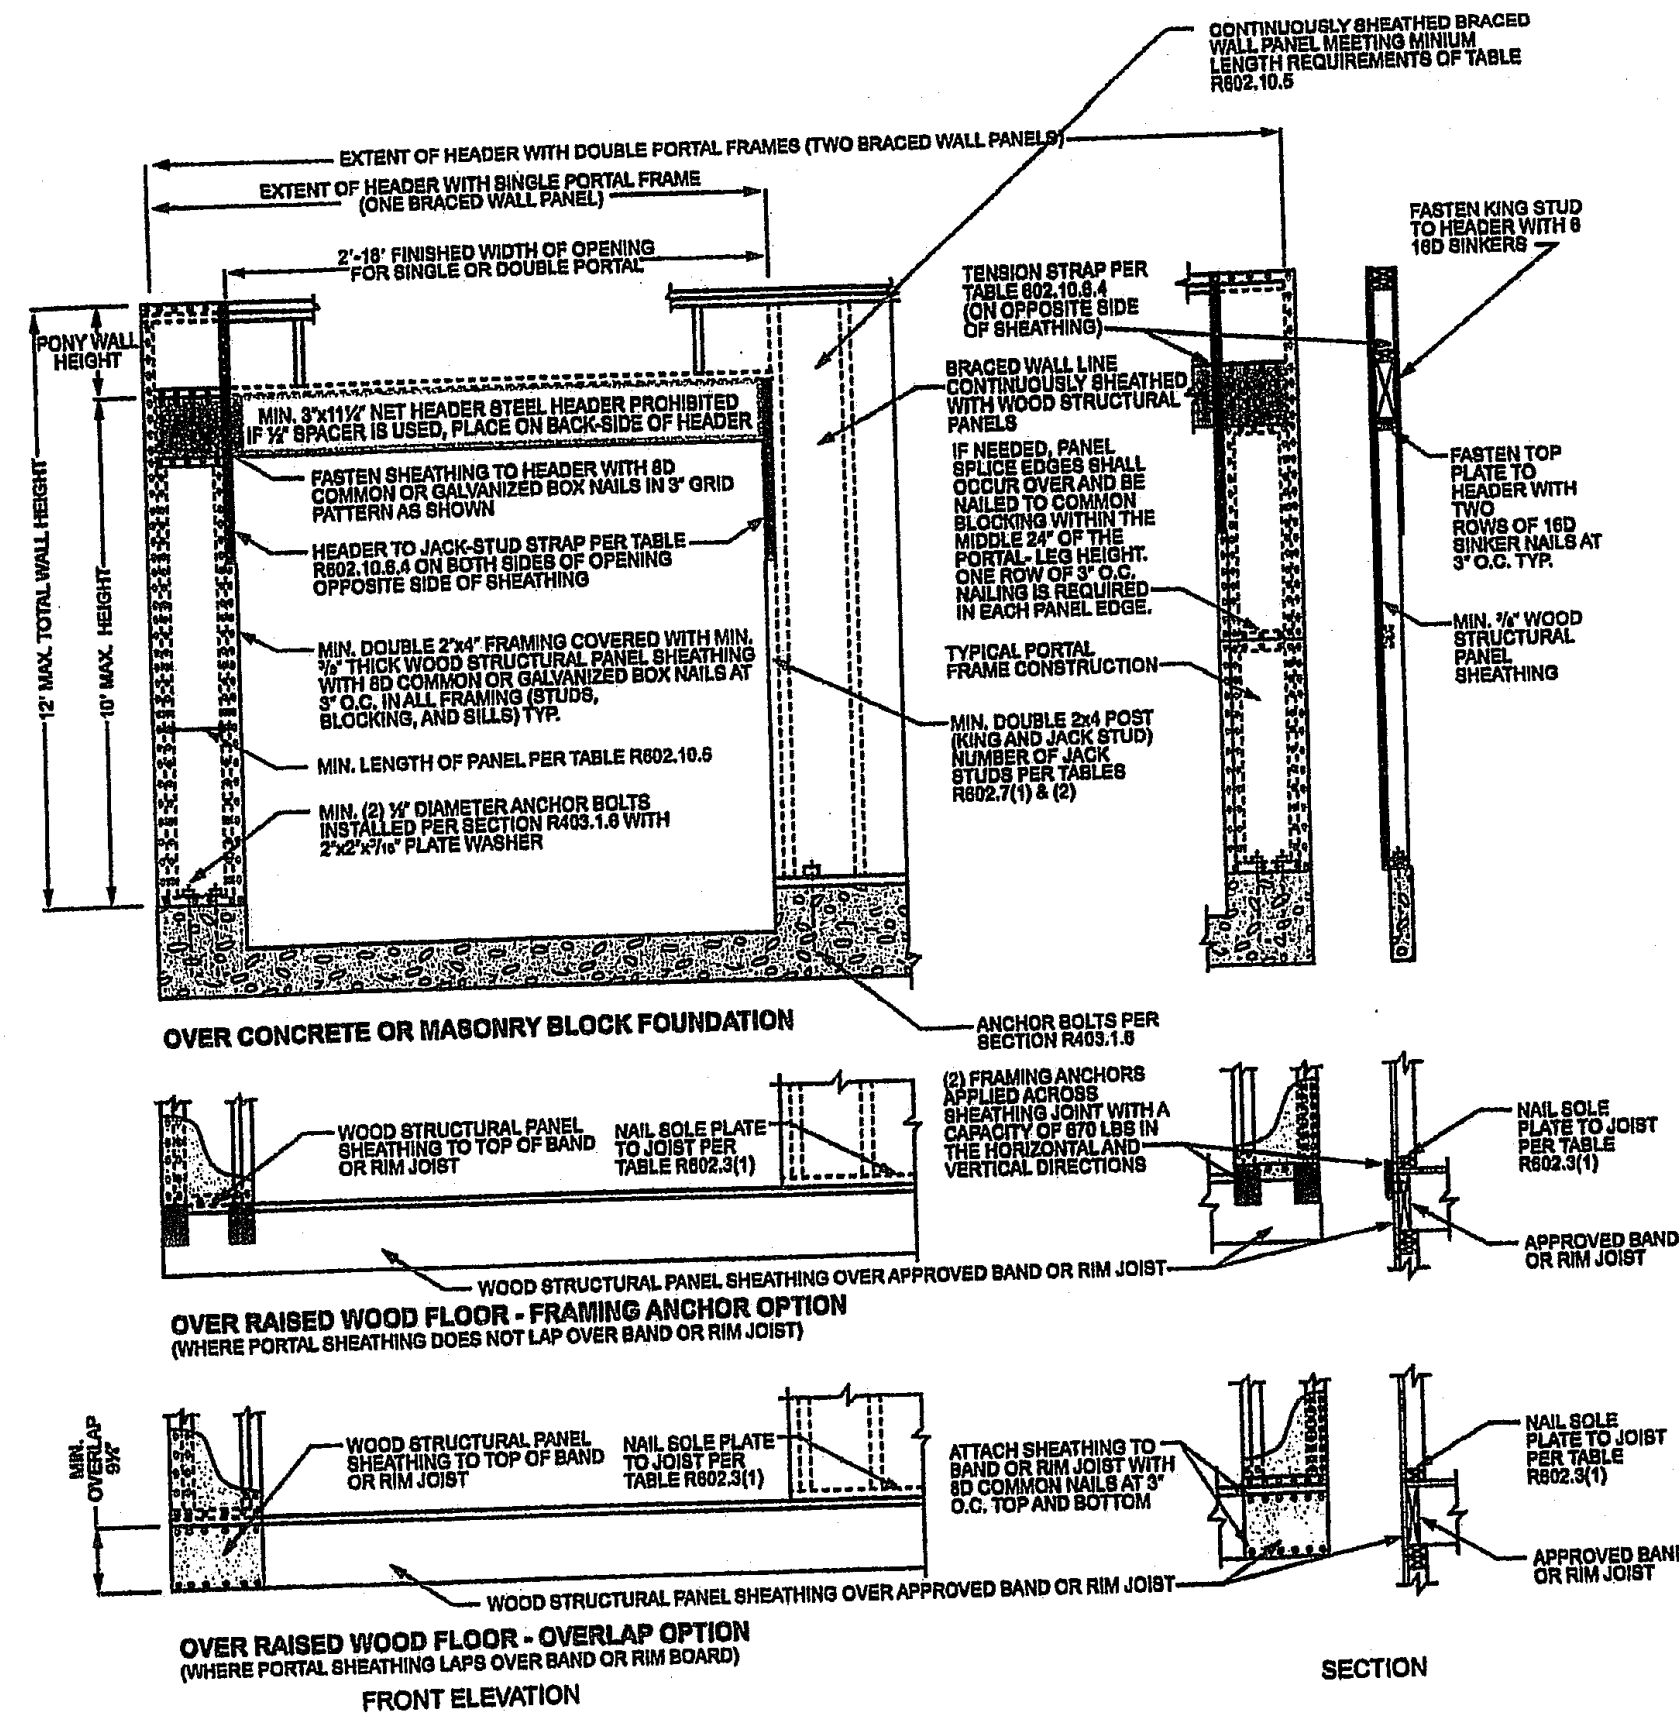 CONTINUOUSLY SHEATHED BRACED
WALL PANEL MEETING MINIUM
LENGTH REQUIREMENTS OF TABLE
R602.10.5
EXTENT OF HEADER WITH DOUBLE PORTAL FRAMES (TWO BRACED WALL PANELS)
EXTENT OF HEADER WITH SINGLE PORTAL FRAME
(ONE BRACED WALL PANEL)
2'-18' FINISHED WIDTH OF OPENING
FOR SINGLE OR DOUBLE PORTAL
FASTEN KING STUD
TO HEADER WITH 6
16D SINKERS
TENSION STRAP PER
TABLE 602.10.6.4
(ON OPPOSITE SIDE
OF SHEATHING)
PONY WALL
HEIGHT
BRACED WALL LINE
CONTINUOUSLY SHEATHED
WITH WOOD STRUCTURAL
PANELS
MIN. 3"x11¼" NET HEADER STEEL HEADER PROHIBITED
IF ½" SPACER IS USED, PLACE ON BACK-SIDE OF HEADER
12' MAX. TOTAL WALL HEIGHT
10' MAX. HEIGHT
FASTEN SHEATHING TO HEADER WITH 8D
COMMON OR GALVANIZED BOX NAILS IN 3" GRID
PATTERN AS SHOWN
IF NEEDED, PANEL
SPLICE EDGES SHALL
OCCUR OVER AND BE
NAILED TO COMMON
BLOCKING WITHIN THE
MIDDLE 24" OF THE
PORTAL- LEG HEIGHT.
ONE ROW OF 3" O.C.
NAILING IS REQUIRED
IN EACH PANEL EDGE.
FASTEN TOP
PLATE TO
HEADER WITH
TWO
ROWS OF 16D
SINKER NAILS AT
3" O.C. TYP.
HEADER TO JACK-STUD STRAP PER TABLE
R602.10.6.4 ON BOTH SIDES OF OPENING
OPPOSITE SIDE OF SHEATHING
MIN. DOUBLE 2"x4" FRAMING COVERED WITH MIN.
3/8" THICK WOOD STRUCTURAL PANEL SHEATHING
WITH 8D COMMON OR GALVANIZED BOX NAILS AT
3" O.C. IN ALL FRAMING (STUDS,
BLOCKING, AND SILLS) TYP.
TYPICAL PORTAL
FRAME CONSTRUCTION
MIN. 3/8" WOOD
STRUCTURAL
PANEL
SHEATHING
MIN. DOUBLE 2x4 POST
(KING AND JACK STUD)
NUMBER OF JACK
STUDS PER TABLES
R602.7(1) & (2)
MIN. LENGTH OF PANEL PER TABLE R602.10.5
MIN. (2) ½" DIAMETER ANCHOR BOLTS
INSTALLED PER SECTION R403.1.6 WITH
2"x2"x3/16" PLATE WASHER
OVER CONCRETE OR MASONRY BLOCK FOUNDATION
ANCHOR BOLTS PER
SECTION R403.1.6
WOOD STRUCTURAL PANEL
SHEATHING TO TOP OF BAND
OR RIM JOIST
NAIL SOLE PLATE
TO JOIST PER
TABLE R602.3(1)
(2) FRAMING ANCHORS
APPLIED ACROSS
SHEATHING JOINT WITH A
CAPACITY OF 670 LBS IN
THE HORIZONTAL AND
VERTICAL DIRECTIONS
NAIL SOLE
PLATE TO JOIST
PER TABLE
R602.3(1)
APPROVED BAND
OR RIM JOIST
WOOD STRUCTURAL PANEL SHEATHING OVER APPROVED BAND OR RIM JOIST
OVER RAISED WOOD FLOOR - FRAMING ANCHOR OPTION
(WHERE PORTAL SHEATHING DOES NOT LAP OVER BAND OR RIM JOIST)
MIN.
OVERLAP
9¼"
WOOD STRUCTURAL PANEL
SHEATHING TO TOP OF BAND
OR RIM JOIST
NAIL SOLE PLATE
TO JOIST PER
TABLE R602.3(1)
ATTACH SHEATHING TO
BAND OR RIM JOIST WITH
8D COMMON NAILS AT 3"
O.C. TOP AND BOTTOM
NAIL SOLE
PLATE TO JOIST
PER TABLE
R602.3(1)
APPROVED BAND
OR RIM JOIST
WOOD STRUCTURAL PANEL SHEATHING OVER APPROVED BAND OR RIM JOIST
OVER RAISED WOOD FLOOR - OVERLAP OPTION
(WHERE PORTAL SHEATHING LAPS OVER BAND OR RIM BOARD)
FRONT ELEVATION
SECTION